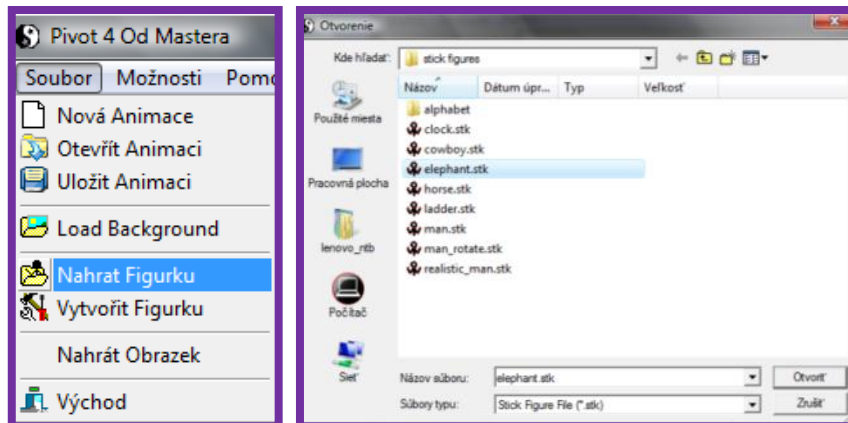 Pivot 4 Od Mastera
Soubor Možnosti Pomo
Nová Animace
Otevřít Animaci
Uložit Animaci
Load Background
Nahrat Figurku
Vytvořit Figurku
Nahrát Obrazek
Východ
Otvorenie
Kde hľadať: stick figures
Názov Dátum úpr... Typ Veľkosť
alphabet
clock.stk
cowboy.stk
elephant.stk
horse.stk
ladder.stk
man.stk
man_rotate.stk
realistic_man.stk
Použité miesta
Pracovná plocha
lenovo_ntb
Počítač
Sieť
Názov súboru: elephant.stk Otvoriť
Súbory typu: Stick Figure File (*.stk) Zrušiť